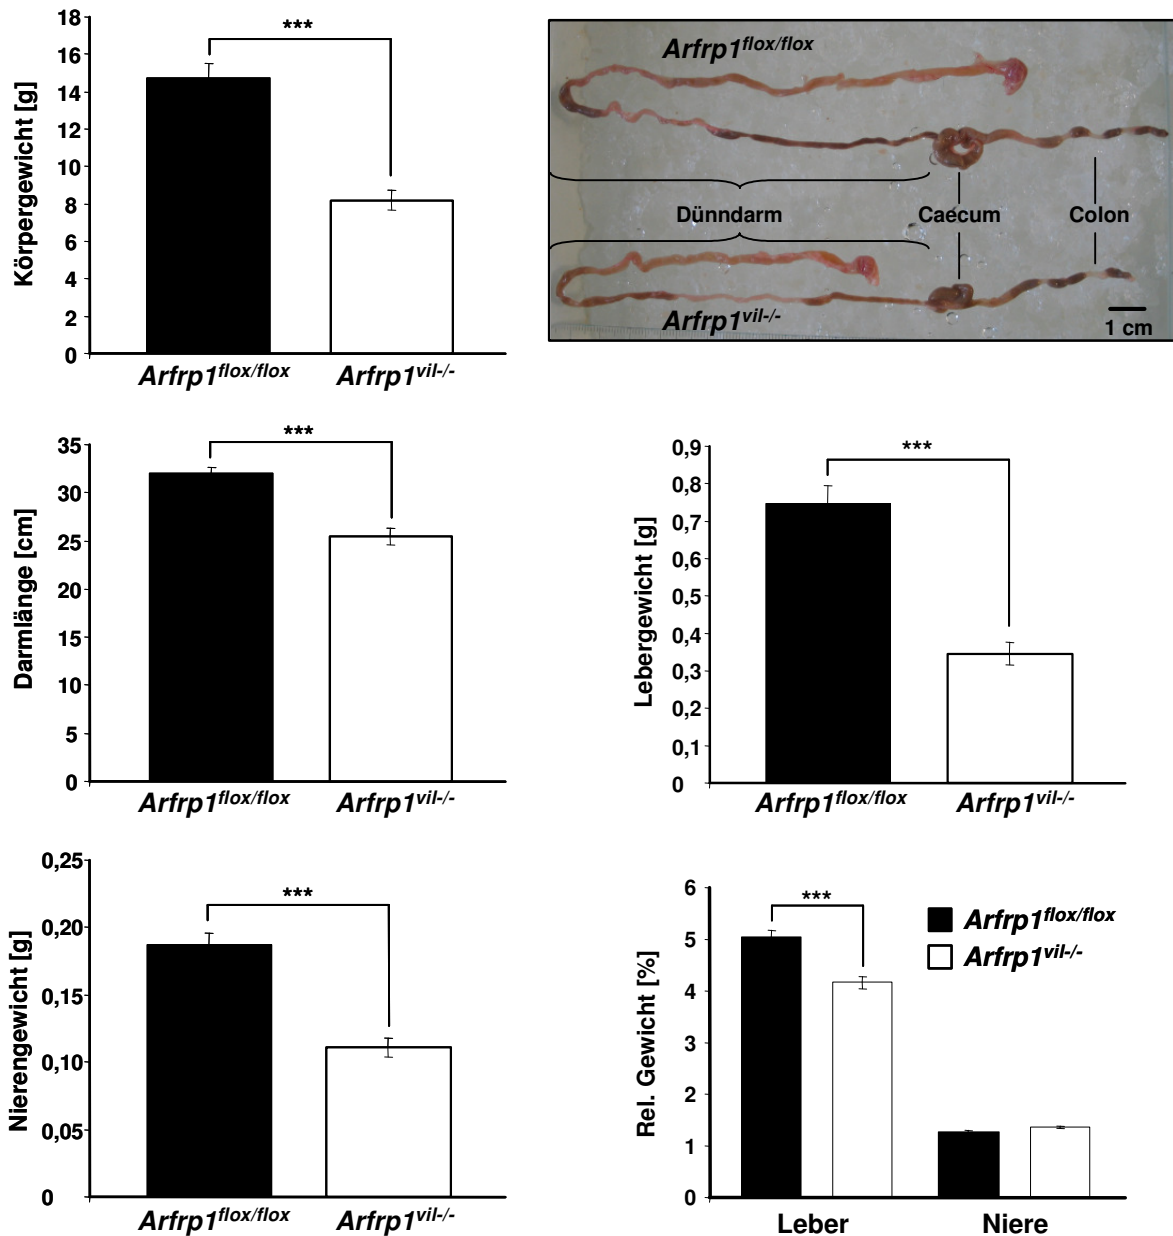 18
16
14
12
10
8
6
4
2
0
Körpergewicht [g]
***
Arfrp1flox/flox Arfrp1vil-/-
Arfrp1flox/flox
Dünndarm Caecum Colon
Arfrp1vil-/-
1 cm
35
30
25
20
15
10
5
0
Darmlänge [cm]
***
Arfrp1flox/flox Arfrp1vil-/-
0,9
0,8
0,7
0,6
0,5
0,4
0,3
0,2
0,1
0
Lebergewicht [g]
***
Arfrp1flox/flox Arfrp1vil-/-
0,25
0,20
0,15
0,10
0,05
0
Nierengewicht [g]
***
Arfrp1flox/flox Arfrp1vil-/-
6
5
4
3
2
1
0
Rel. Gewicht [%]
***
Arfrp1flox/flox
Arfrp1vil-/-
Leber Niere